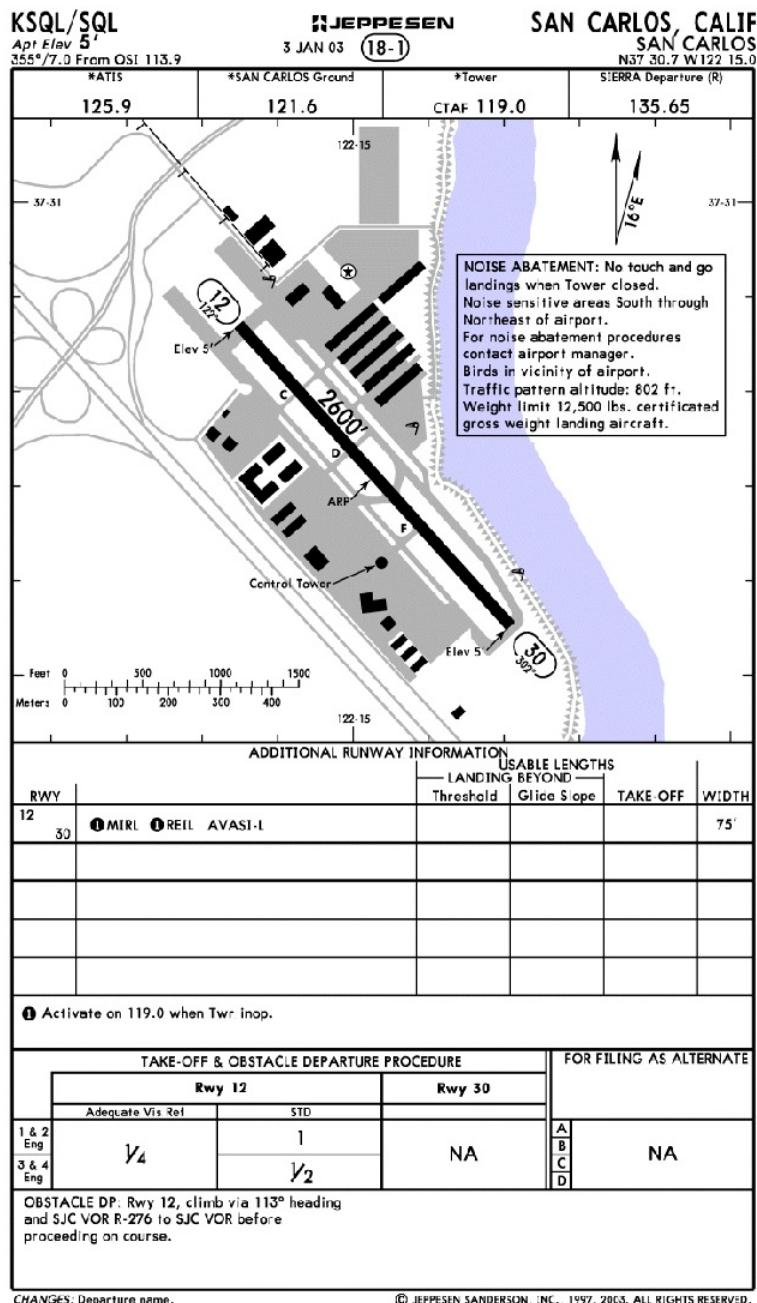 KSQL/SQL
Apt Elev 5'
355°/7.0 From OSI 113.9
JEPPESEN
3 JAN 03 18-1
SAN CARLOS, CALIF
SAN CARLOS
N37 30.7 W122 15.0
*ATIS
125.9
*SAN CARLOS Ground
121.6
*Tower
CTAF 119.0
SIERRA Departure (R)
135.65
122-15
37-31
37-31
16°E
NOISE ABATEMENT: No touch and go
landings when Tower closed.
Noise sensitive areas South through
Northeast of airport.
For noise abatement procedures
contact airport manager.
Birds in vicinity of airport.
Traffic pattern altitude: 802 ft.
Weight limit 12,500 lbs. certificated
gross weight landing aircraft.
12
122°
Elev 5'
C
2600'
D
ARP
F
Control Tower
Elev 5'
30
302°
Feet 0 500 1000 1500
Meters 0 100 200 300 400
122-15
ADDITIONAL RUNWAY INFORMATION
USABLE LENGTHS
LANDING BEYOND
RWY Threshold Glide Slope TAKE-OFF WIDTH
12
30 ❶MIRL ❶REIL AVASI-L 75'
❶ Activate on 119.0 when Twr inop.
TAKE-OFF & OBSTACLE DEPARTURE PROCEDURE
FOR FILING AS ALTERNATE
Rwy 12 Rwy 30
Adequate Vis Ref STD
1 & 2
Eng
1/4
1
3 & 4
Eng
1/2
NA
A
B
C
D
NA
OBSTACLE DP: Rwy 12, climb via 113° heading
and SJC VOR R-276 to SJC VOR before
proceeding on course.
CHANGES: Departure name.
© JEPPESEN SANDERSON, INC., 1997, 2003. ALL RIGHTS RESERVED.